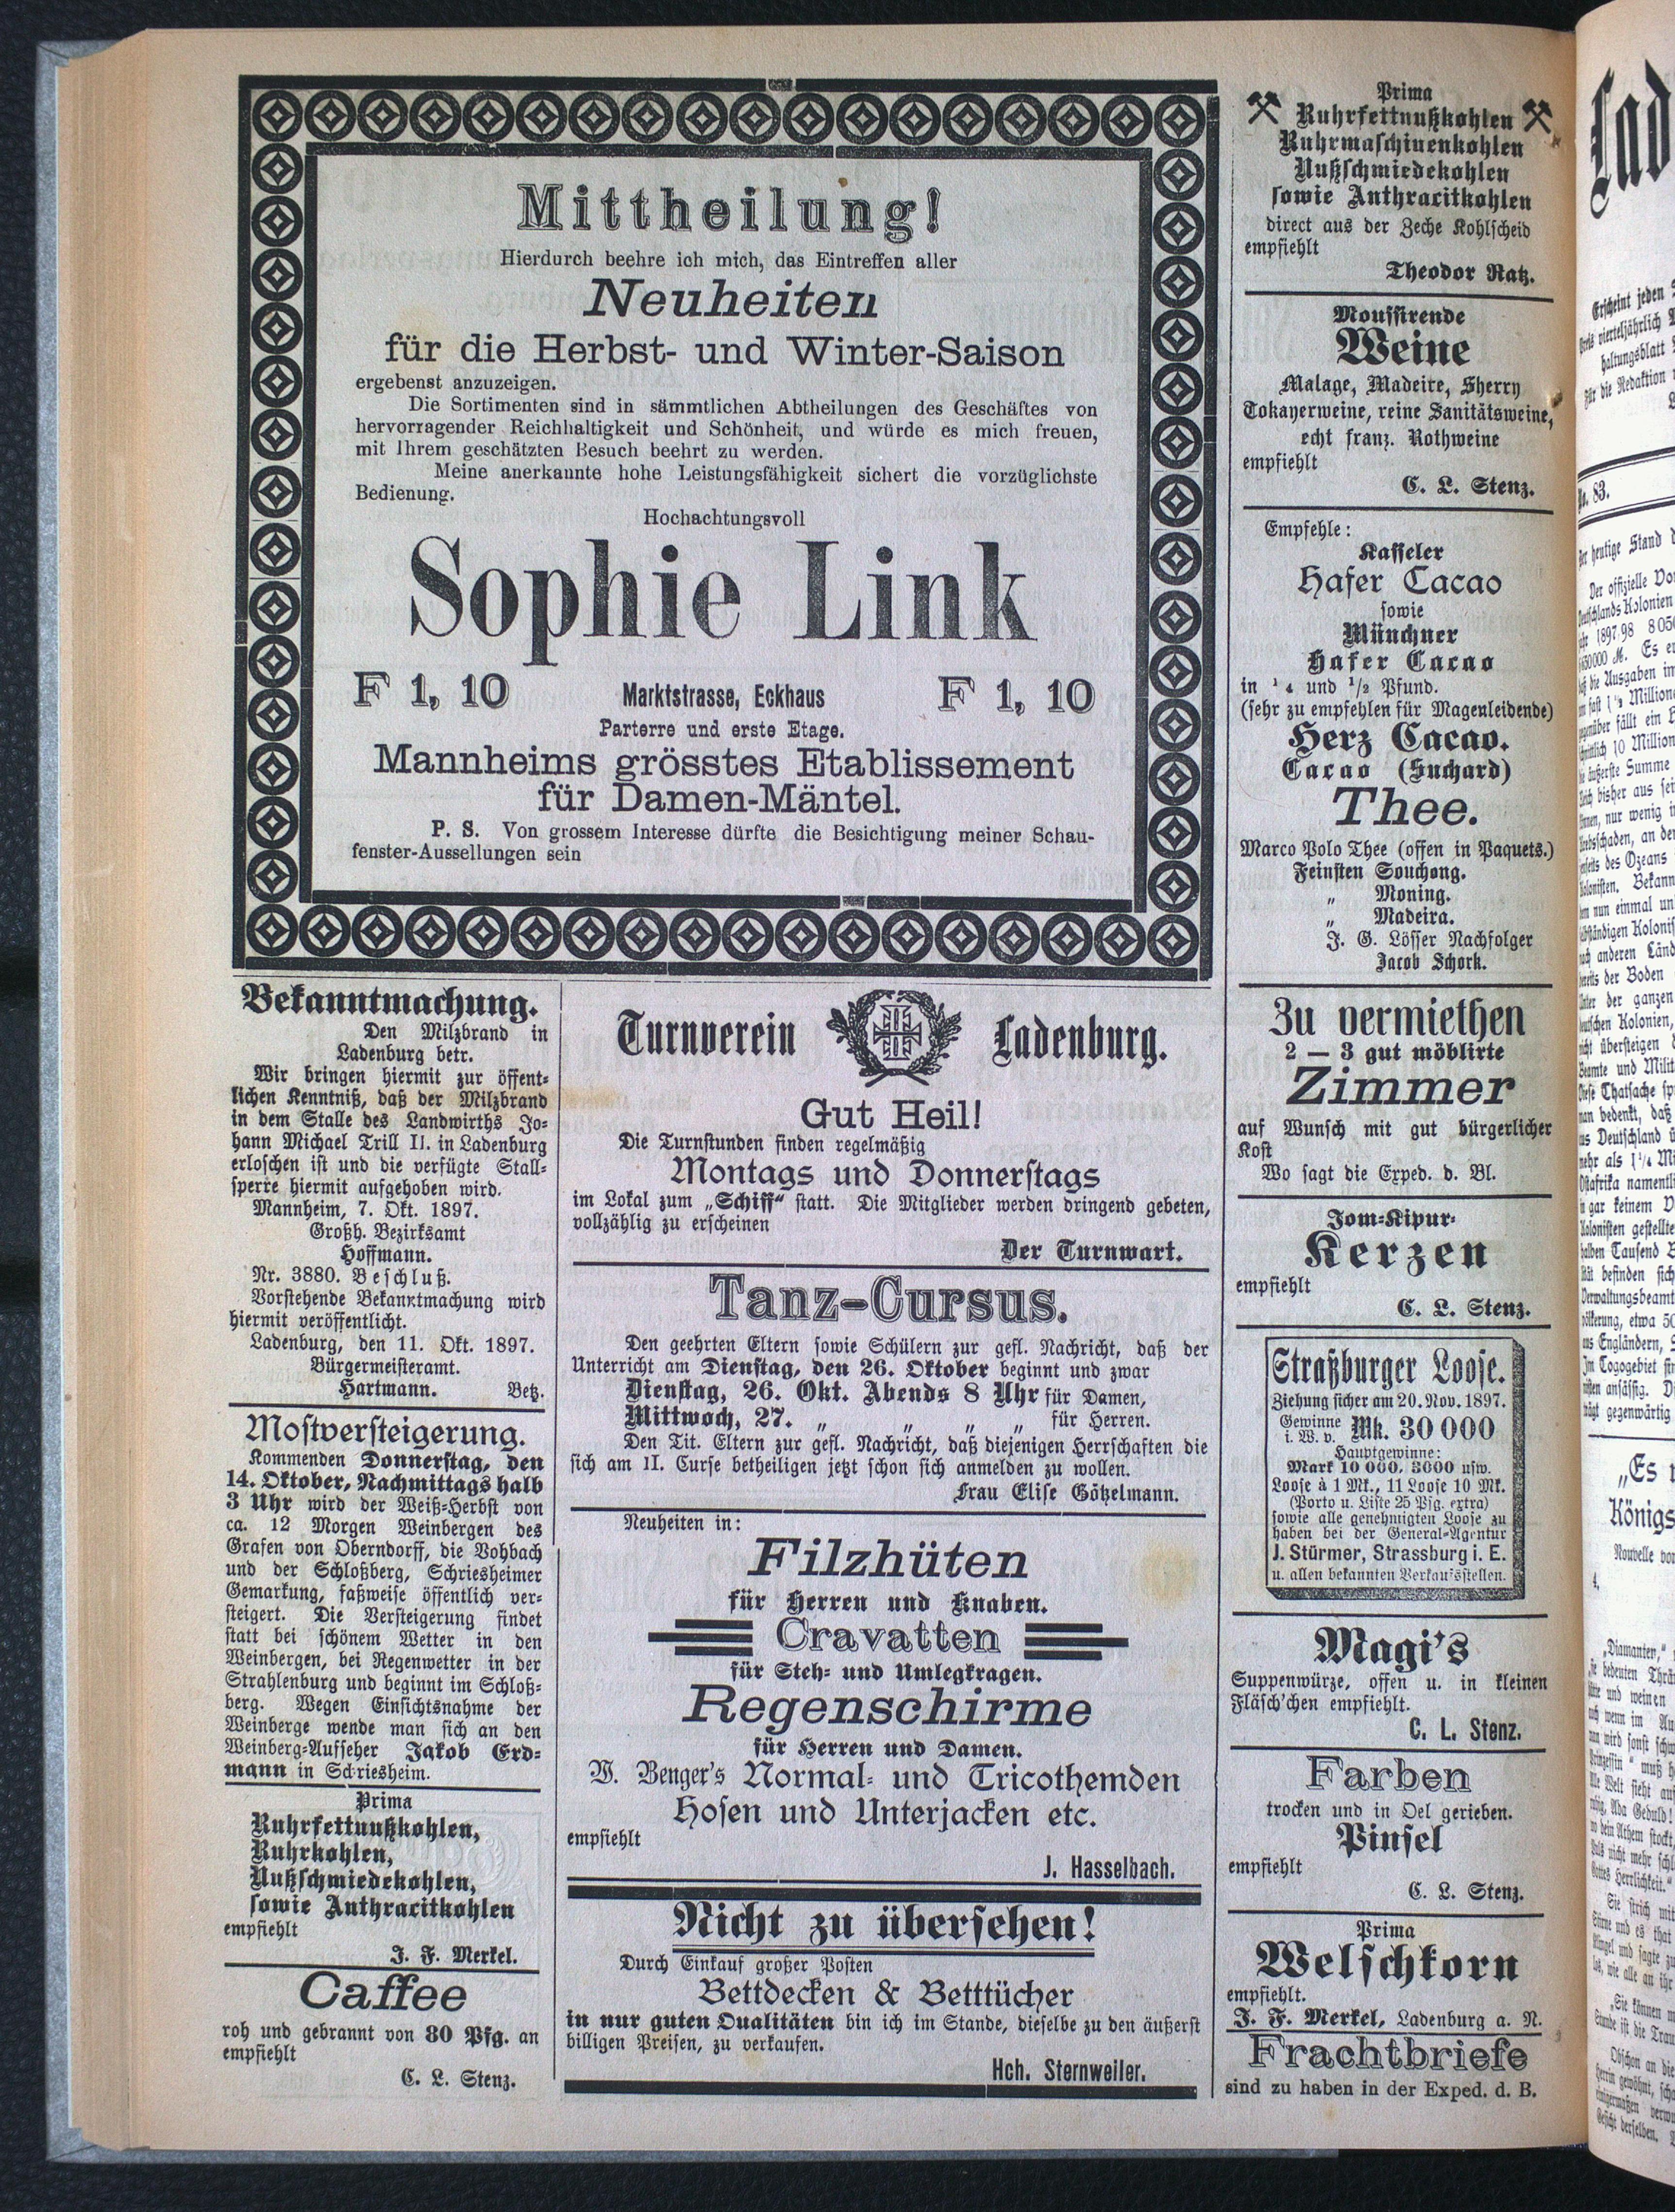 Mittheilung!
Hierdurch beehre ich mich, das Eintreffen aller
Neuheiten
für die Herbst- und Winter-Saison
ergebenst anzuzeigen.
Die Sortimenten sind in sämmtlichen Abtheilungen des Geschäftes von
hervorragender Reichhaltigkeit und Schönheit, und würde es mich freuen,
mit Ihrem geschätzten Besuch beehrt zu werden.
Meine anerkannte hohe Leistungsfähigkeit sichert die vorzüglichste
Bedienung.
Hochachtungsvoll
Sophie Link
F 1, 10 Marktstrasse, Eckhaus F 1, 10
Parterre und erste Etage.
Mannheims grösstes Etablissement
für Damen-Mäntel.
P. S. Von grossem Interesse dürfte die Besichtigung meiner Schau-
fenster-Aussellungen sein
Bekanntmachung.
Den Milzbrand in
Ladenburg betr.
Wir bringen hiermit zur öffent-
lichen Kenntniß, daß der Milzbrand
in dem Stalle des Landwirths Jo-
hann Michael Trill II. in Ladenburg
erloschen ist und die verfügte Stall-
sperre hiermit aufgehoben wird.
Mannheim, 7. Okt. 1897.
Großh. Bezirksamt
Hoffmann.
Nr. 3880. Beschluß.
Vorstehende Bekanntmachung wird
hiermit veröffentlicht.
Ladenburg, den 11. Okt. 1897.
Bürgermeisteramt.
Hartmann. Betz.
Mostversteigerung.
Kommenden Donnerstag, den
14. Oktober, Nachmittags halb
3 Uhr wird der Weiß-Herbst von
ca. 12 Morgen Weinbergen des
Grafen von Oberndorff, die Vohbach
und der Schloßberg, Schriesheimer
Gemarkung, faßweise öffentlich ver-
steigert. Die Versteigerung findet
statt bei schönem Wetter in den
Weinbergen, bei Regenwetter in der
Strahlenburg und beginnt im Schloß-
berg. Wegen Einsichtsnahme der
Weinberge wende man sich an den
Weinberg-Aufseher Jakob Erd-
mann in Schriesheim.
Prima
Ruhrfettnußkohlen,
Ruhrkohlen,
Nußschmiedekohlen,
sowie Anthracitkohlen
empfiehlt
J. F. Merkel.
Caffee
roh und gebrannt von 80 Pfg. an
empfiehlt
C. L. Stenz.
Turnverein Ladenburg.
Gut Heil!
Die Turnstunden finden regelmäßig
Montags und Donnerstags
im Lokal zum „Schiff“ statt. Die Mitglieder werden dringend gebeten,
vollzählig zu erscheinen
Der Turnwart.
Tanz-Cursus.
Den geehrten Eltern sowie Schülern zur gefl. Nachricht, daß der
Unterricht am Dienstag, den 26. Oktober beginnt und zwar
Dienstag, 26. Okt. Abends 8 Uhr für Damen,
Mittwoch, 27. „ „ „ „ für Herren.
Den Tit. Eltern zur gefl. Nachricht, daß diejenigen Herrschaften die
sich am II. Curse betheiligen jetzt schon sich anmelden zu wollen.
Frau Elise Götzelmann.
Neuheiten in:
Filzhüten
für Herren und Knaben.
Cravatten
für Steh- und Umlegkragen.
Regenschirme
für Herren und Damen.
W. Benger's Normal- und Tricothemden
Hosen und Unterjacken etc.
empfiehlt
J. Hasselbach.
Nicht zu übersehen!
Durch Einkauf großer Posten
Bettdecken & Betttücher
in nur guten Qualitäten bin ich im Stande, dieselbe zu den äußerst
billigen Preisen, zu verkaufen.
Hch. Sternweiler.
Prima
Ruhrfettnußkohlen
Ruhrmaschinenkohlen
Nußschmiedekohlen
sowie Anthracitkohlen
direct aus der Zeche Kohlscheid
empfiehlt
Theodor Ratz.
Moussirende
Weine
Malage, Madeire, Sherry
Tokayerweine, reine Sanitätsweine,
echt franz. Rothweine
empfiehlt
C. L. Stenz.
Empfehle:
Kasseler
Hafer Cacao
sowie
Münchner
Hafer Cacao
in ¼ und ½ Pfund.
(sehr zu empfehlen für Magenleidende)
Herz Cacao.
Cacao (Suchard)
Thee.
Marco Polo Thee (offen in Paquets.)
Feinsten Souchong.
„ Moning.
„ Madeira.
J. G. Lösser Nachfolger
Jacob Schork.
Zu vermiethen
2 — 3 gut möblirte
Zimmer
auf Wunsch mit gut bürgerlicher
Kost
Wo sagt die Exped. d. Bl.
Jom-Kipur-
Kerzen
empfiehlt
C. L. Stenz.
Straßburger Loose.
Ziehung sicher am 20. Nov. 1897.
Gewinne
i. W. v. Mk. 30 000
Hauptgewinne:
Mark 10 000, 3000 usw.
Loose à 1 Mk., 11 Loose 10 Mk.
(Porto u. Liste 25 Pfg. extra)
sowie alle genehmigten Loose zu
haben bei der General-Agentur
J. Stürmer, Strassburg i. E.
u. allen bekannten Verkaufsstellen.
Magi's
Suppenwürze, offen u. in kleinen
Fläsch'chen empfiehlt.
C. L. Stenz.
Farben
trocken und in Oel gerieben.
Pinsel
empfiehlt
C. L. Stenz.
Prima
Welschkorn
empfiehlt.
J. F. Merkel, Ladenburg a. N.
Frachtbriefe
sind zu haben in der Exped. d. B.
Lad
Erscheint jeden
No. 83.